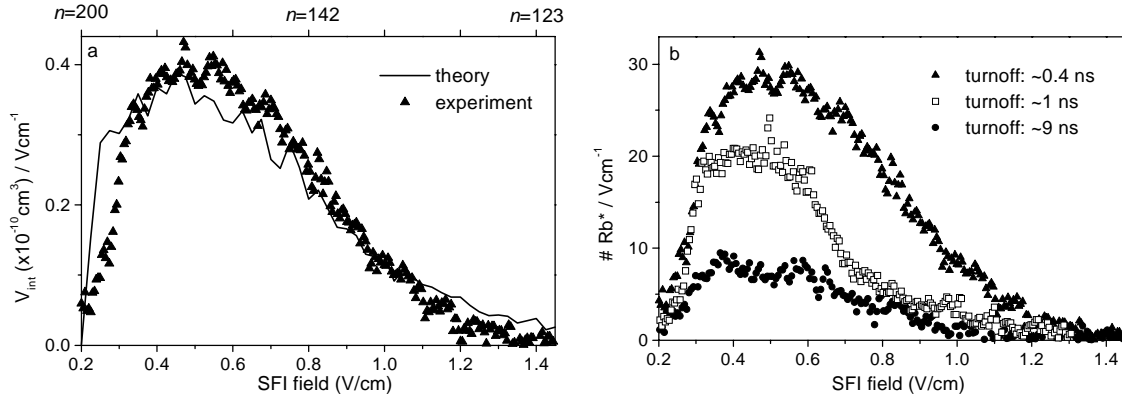 n=200 n=142 n=123
a
theory
experiment
V_int (x10^-10 cm^3) / Vcm^-1
0.4
0.2
0.0
0.2 0.4 0.6 0.8 1.0 1.2 1.4
SFI field (V/cm)
b
turnoff: ~0.4 ns
turnoff: ~1 ns
turnoff: ~9 ns
# Rb* / Vcm^-1
30
20
10
0
0.2 0.4 0.6 0.8 1.0 1.2 1.4
SFI field (V/cm)